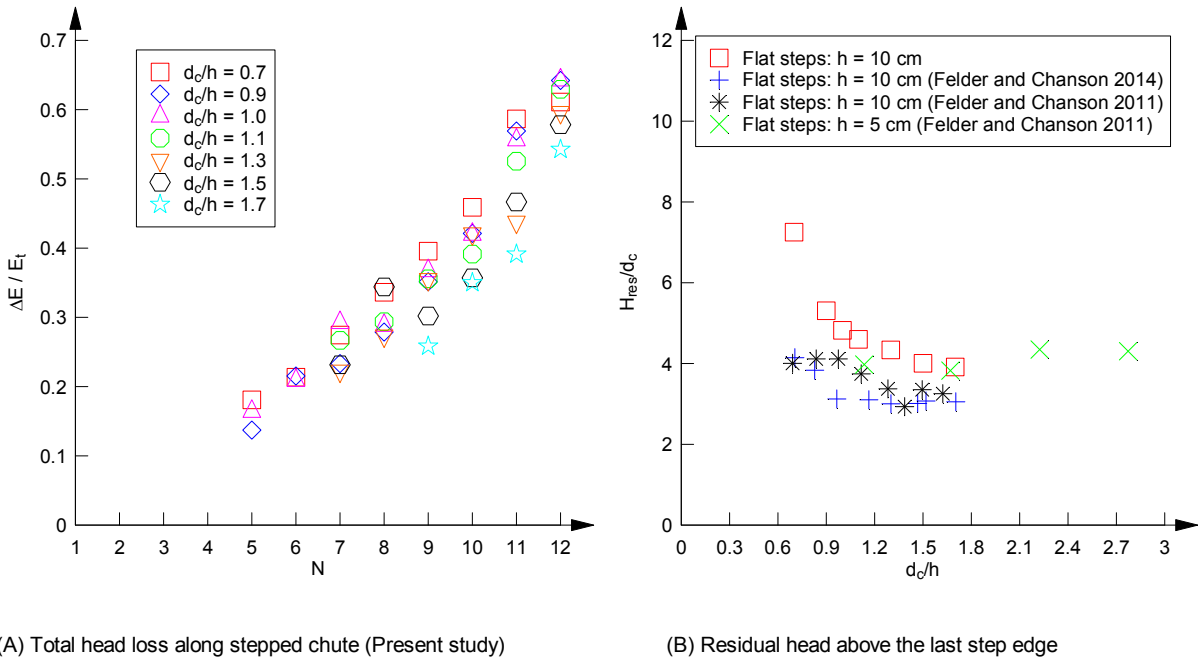 0.7
0.6
0.5
0.4
0.3
0.2
0.1
0
ΔE / Et
dc/h = 0.7
dc/h = 0.9
dc/h = 1.0
dc/h = 1.1
dc/h = 1.3
dc/h = 1.5
dc/h = 1.7
1 2 3 4 5 6 7 8 9 10 11 12
N
(A) Total head loss along stepped chute (Present study)
12
10
8
6
4
2
0
Hres/dc
Flat steps: h = 10 cm
Flat steps: h = 10 cm (Felder and Chanson 2014)
Flat steps: h = 10 cm (Felder and Chanson 2011)
Flat steps: h = 5 cm (Felder and Chanson 2011)
0 0.3 0.6 0.9 1.2 1.5 1.8 2.1 2.4 2.7 3
dc/h
(B) Residual head above the last step edge